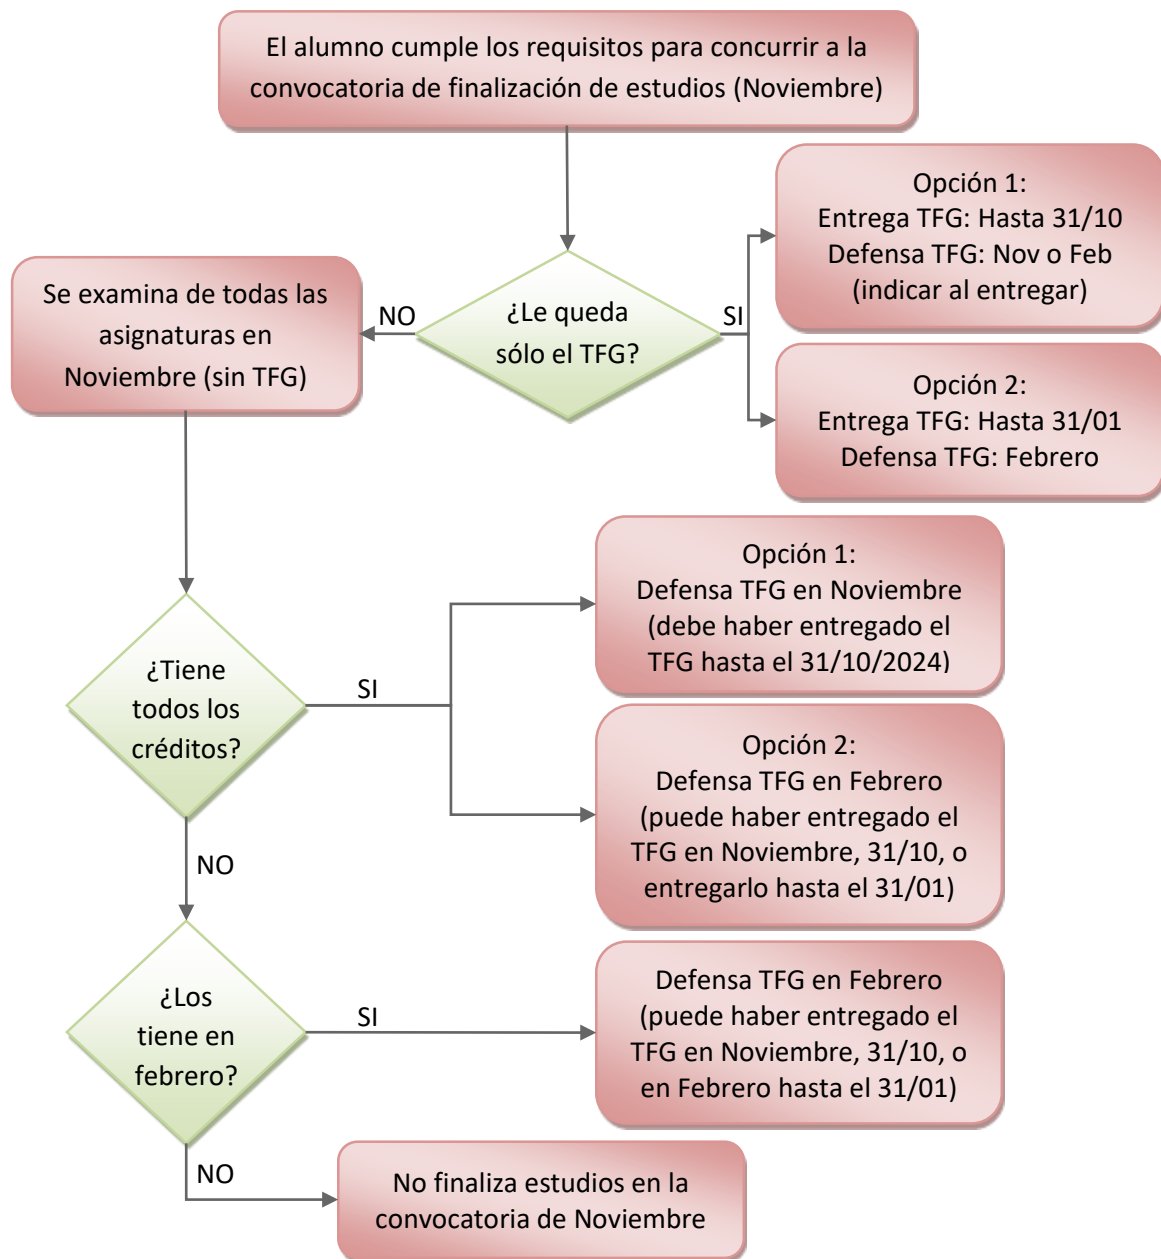 El alumno cumple los requisitos para concurrir a la
convocatoria de finalización de estudios (Noviembre)
Opción 1:
Entrega TFG: Hasta 31/10
Defensa TFG: Nov o Feb
(indicar al entregar)
Se examina de todas las
asignaturas en
Noviembre (sin TFG)
NO
¿Le queda
sólo el TFG?
SI
Opción 2:
Entrega TFG: Hasta 31/01
Defensa TFG: Febrero
Opción 1:
Defensa TFG en Noviembre
(debe haber entregado el
TFG hasta el 31/10/2024)
¿Tiene
todos los
créditos?
SI
Opción 2:
Defensa TFG en Febrero
(puede haber entregado el
TFG en Noviembre, 31/10, o
entregarlo hasta el 31/01)
NO
¿Los
tiene en
febrero?
SI
Defensa TFG en Febrero
(puede haber entregado el
TFG en Noviembre, 31/10, o
en Febrero hasta el 31/01)
NO
No finaliza estudios en la
convocatoria de Noviembre